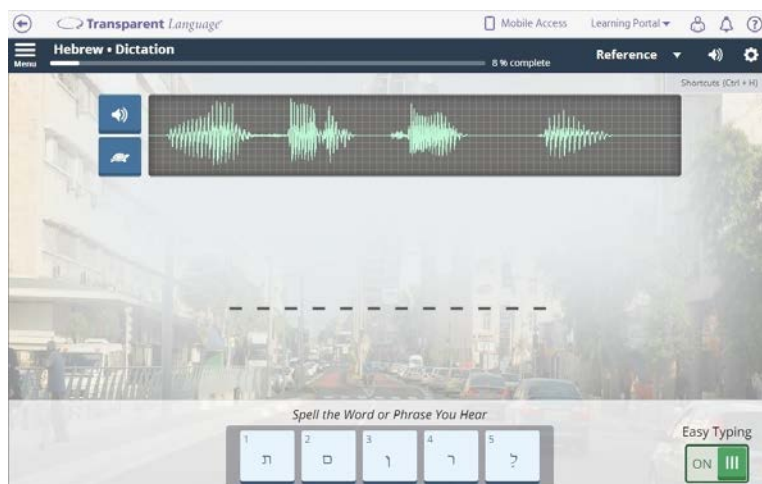 Transparent Language
Mobile Access
Learning Portal
Hebrew • Dictation
Menu
8 % complete
Reference
Shortcuts (Ctrl + H)
Spell the Word or Phrase You Hear
1 ת
2 ם
3 ן
4 ר
5 לְ
Easy Typing
ON